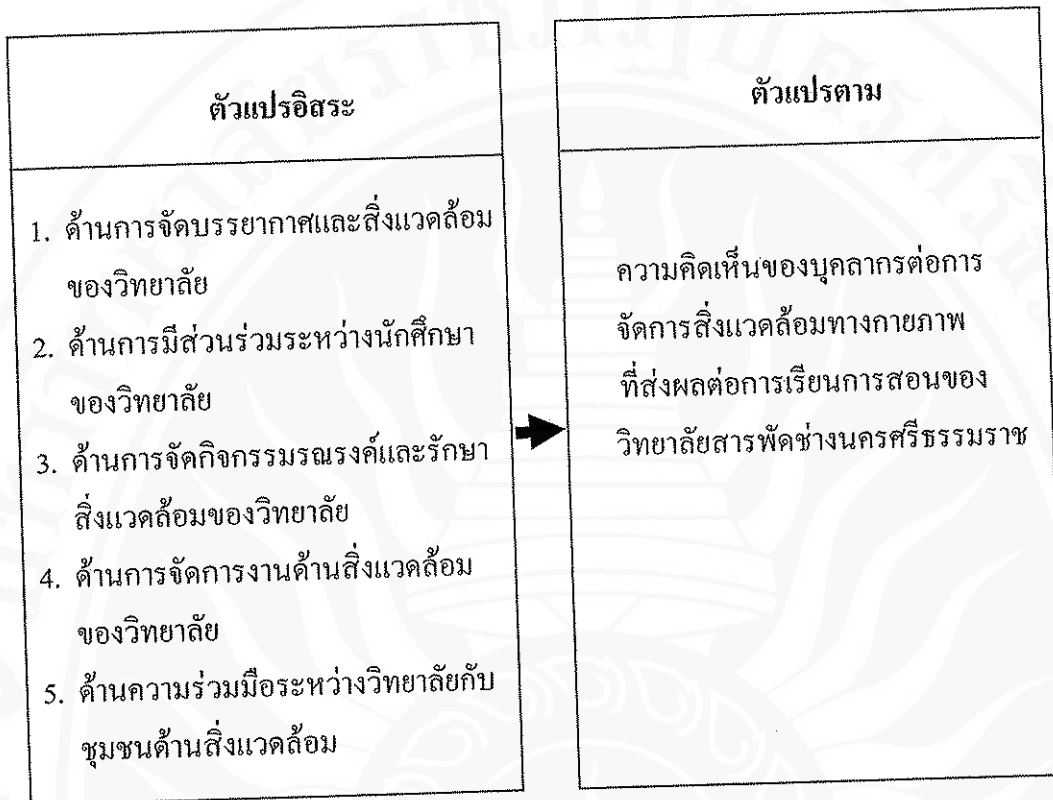 ตัวแปรอิสระ
1. ด้านการจัดบรรยากาศและสิ่งแวดล้อม
ของวิทยาลัย
2. ด้านการมีส่วนร่วมระหว่างนักศึกษา
ของวิทยาลัย
3. ด้านการจัดกิจกรรมรณรงค์และรักษา
สิ่งแวดล้อมของวิทยาลัย
4. ด้านการจัดการงานด้านสิ่งแวดล้อม
ของวิทยาลัย
5. ด้านความร่วมมือระหว่างวิทยาลัยกับ
ชุมชนด้านสิ่งแวดล้อม
ตัวแปรตาม
ความคิดเห็นของบุคลากรต่อการ
จัดการสิ่งแวดล้อมทางกายภาพ
ที่ส่งผลต่อการเรียนการสอนของ
วิทยาลัยสารพัดช่างนครศรีธรรมราช